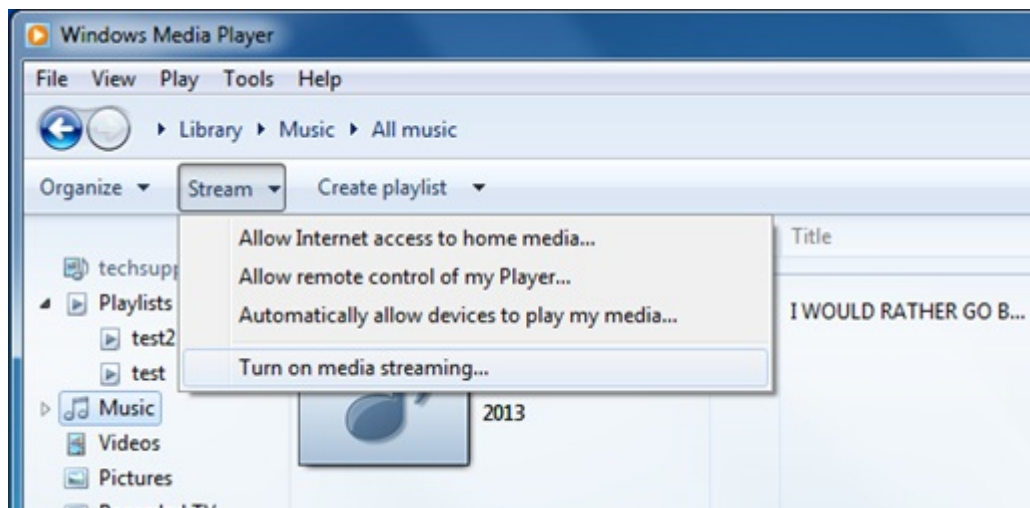 Windows Media Player
File View Play Tools Help
Library Music All music
Organize Stream Create playlist
Allow Internet access to home media...
Title
techsupp
Allow remote control of my Player...
Playlists
Automatically allow devices to play my media...
I WOULD RATHER GO B...
test2
Turn on media streaming...
test
Music
2013
Videos
Pictures